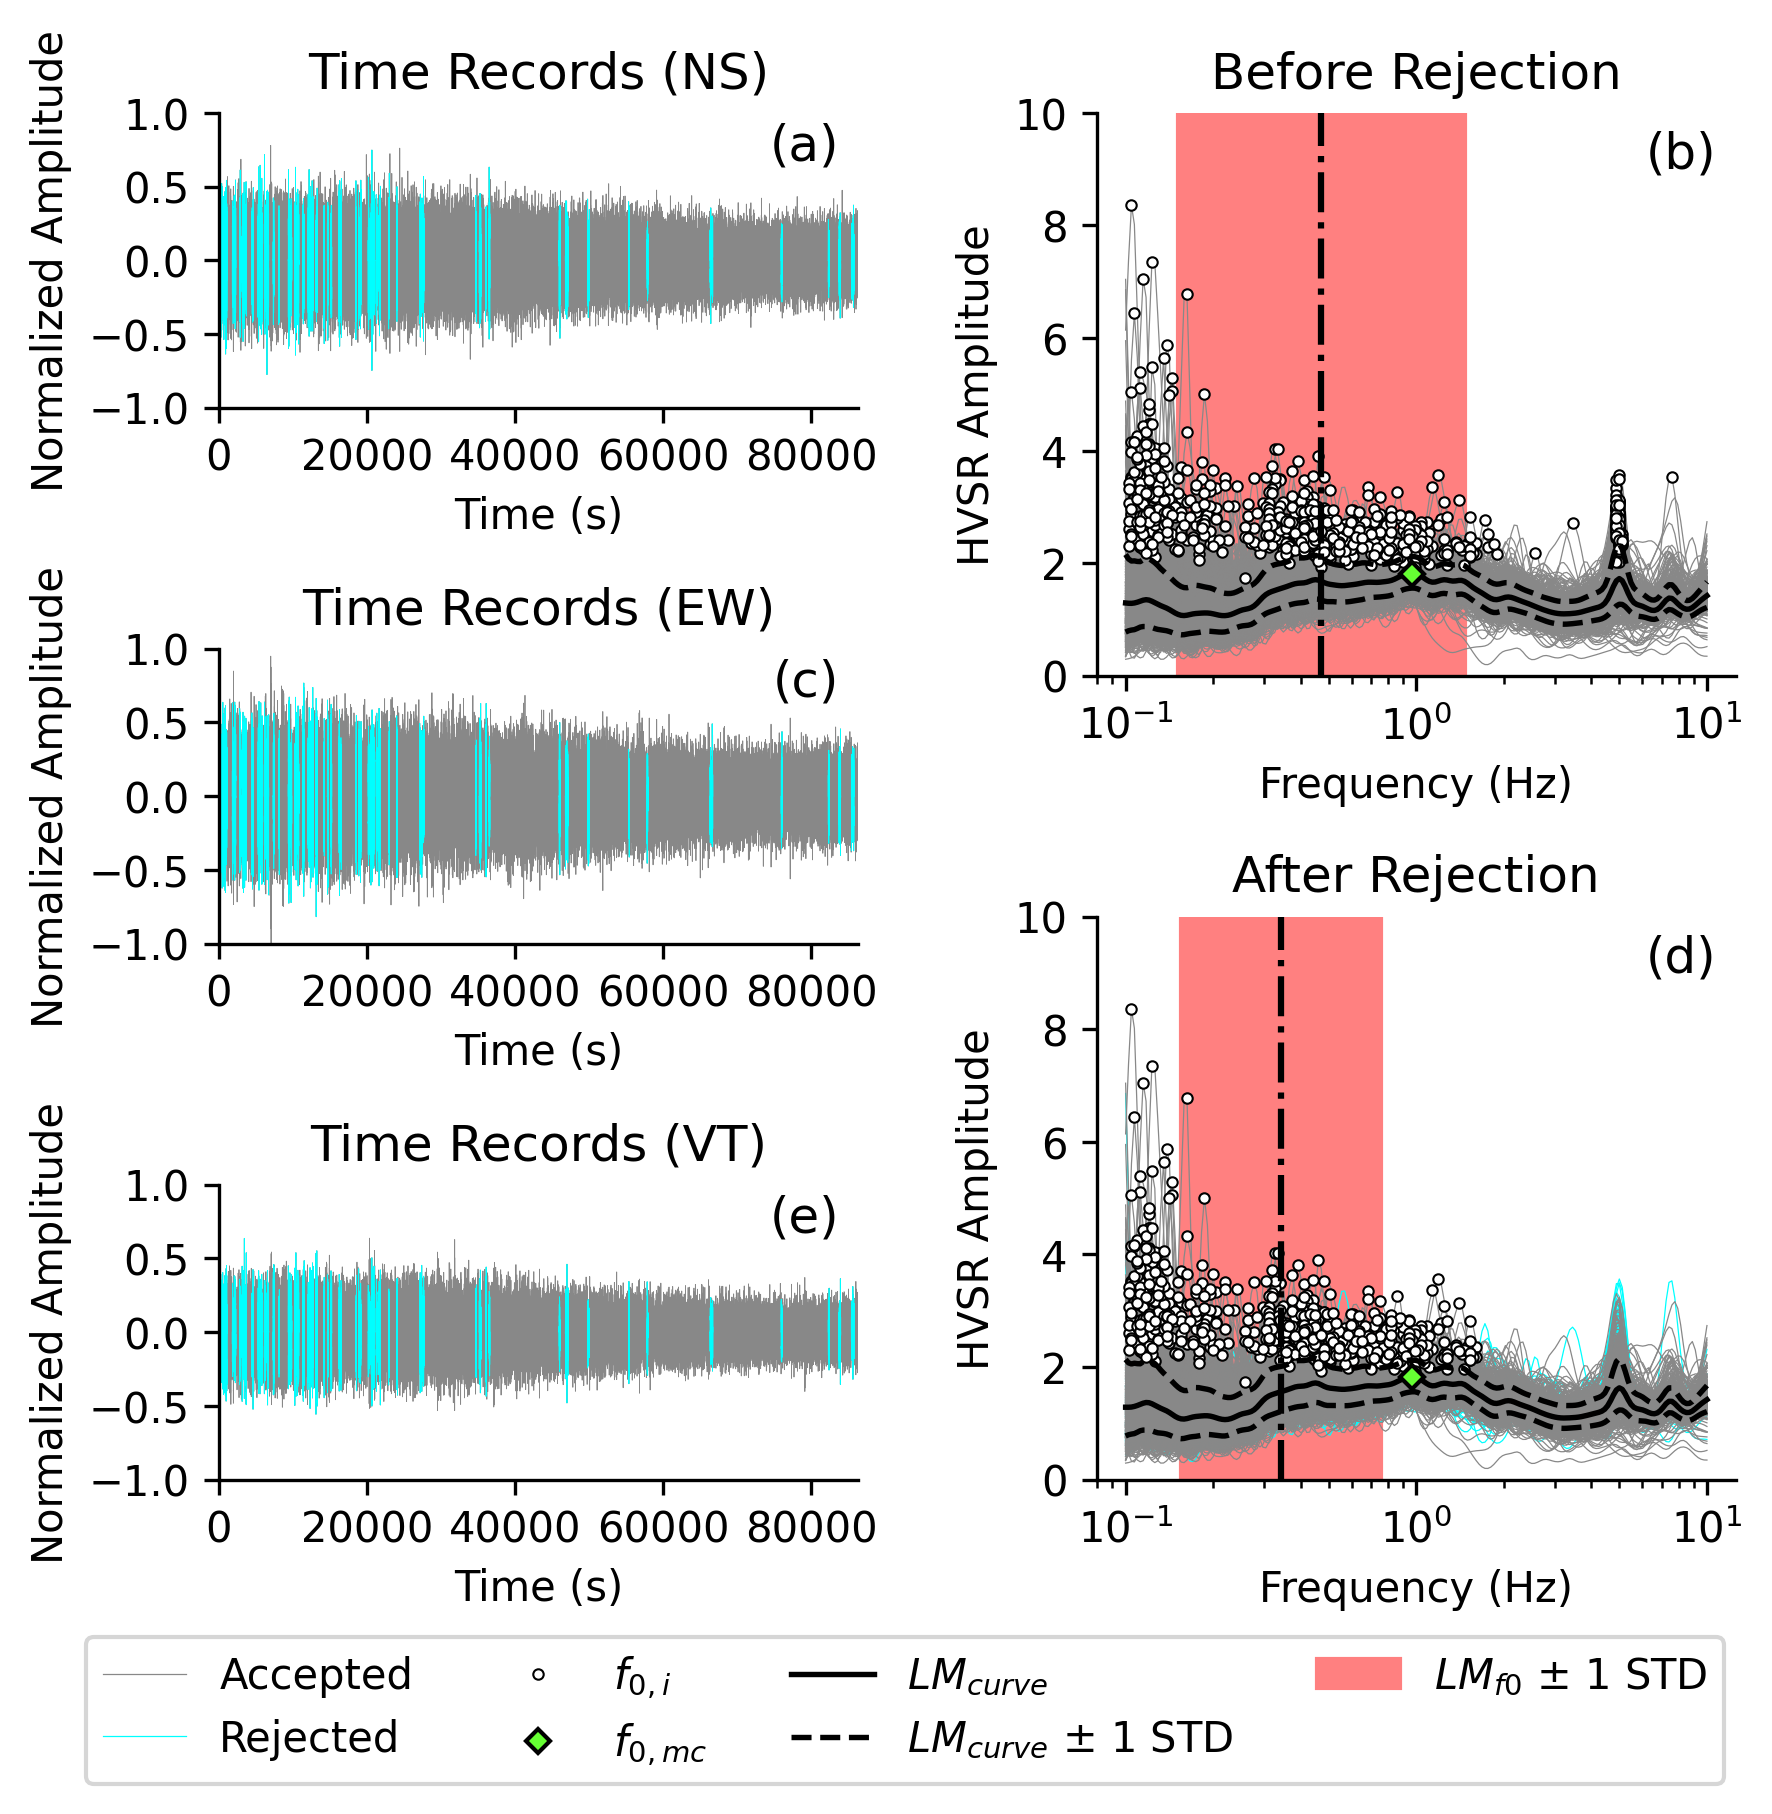 Time Records (NS)
Normalized Amplitude
1.0
0.5
0.0
−0.5
−1.0
(a)
0 20000 40000 60000 80000
Time (s)
Before Rejection
HVSR Amplitude
10
8
6
4
2
0
(b)
10⁻¹ 10⁰ 10¹
Frequency (Hz)
Time Records (EW)
Normalized Amplitude
1.0
0.5
0.0
−0.5
−1.0
(c)
0 20000 40000 60000 80000
Time (s)
After Rejection
HVSR Amplitude
10
8
6
4
2
0
(d)
10⁻¹ 10⁰ 10¹
Frequency (Hz)
Time Records (VT)
Normalized Amplitude
1.0
0.5
0.0
−0.5
−1.0
(e)
0 20000 40000 60000 80000
Time (s)
Accepted f0,i LMcurve LMf0 ± 1 STD
Rejected f0,mc LMcurve ± 1 STD